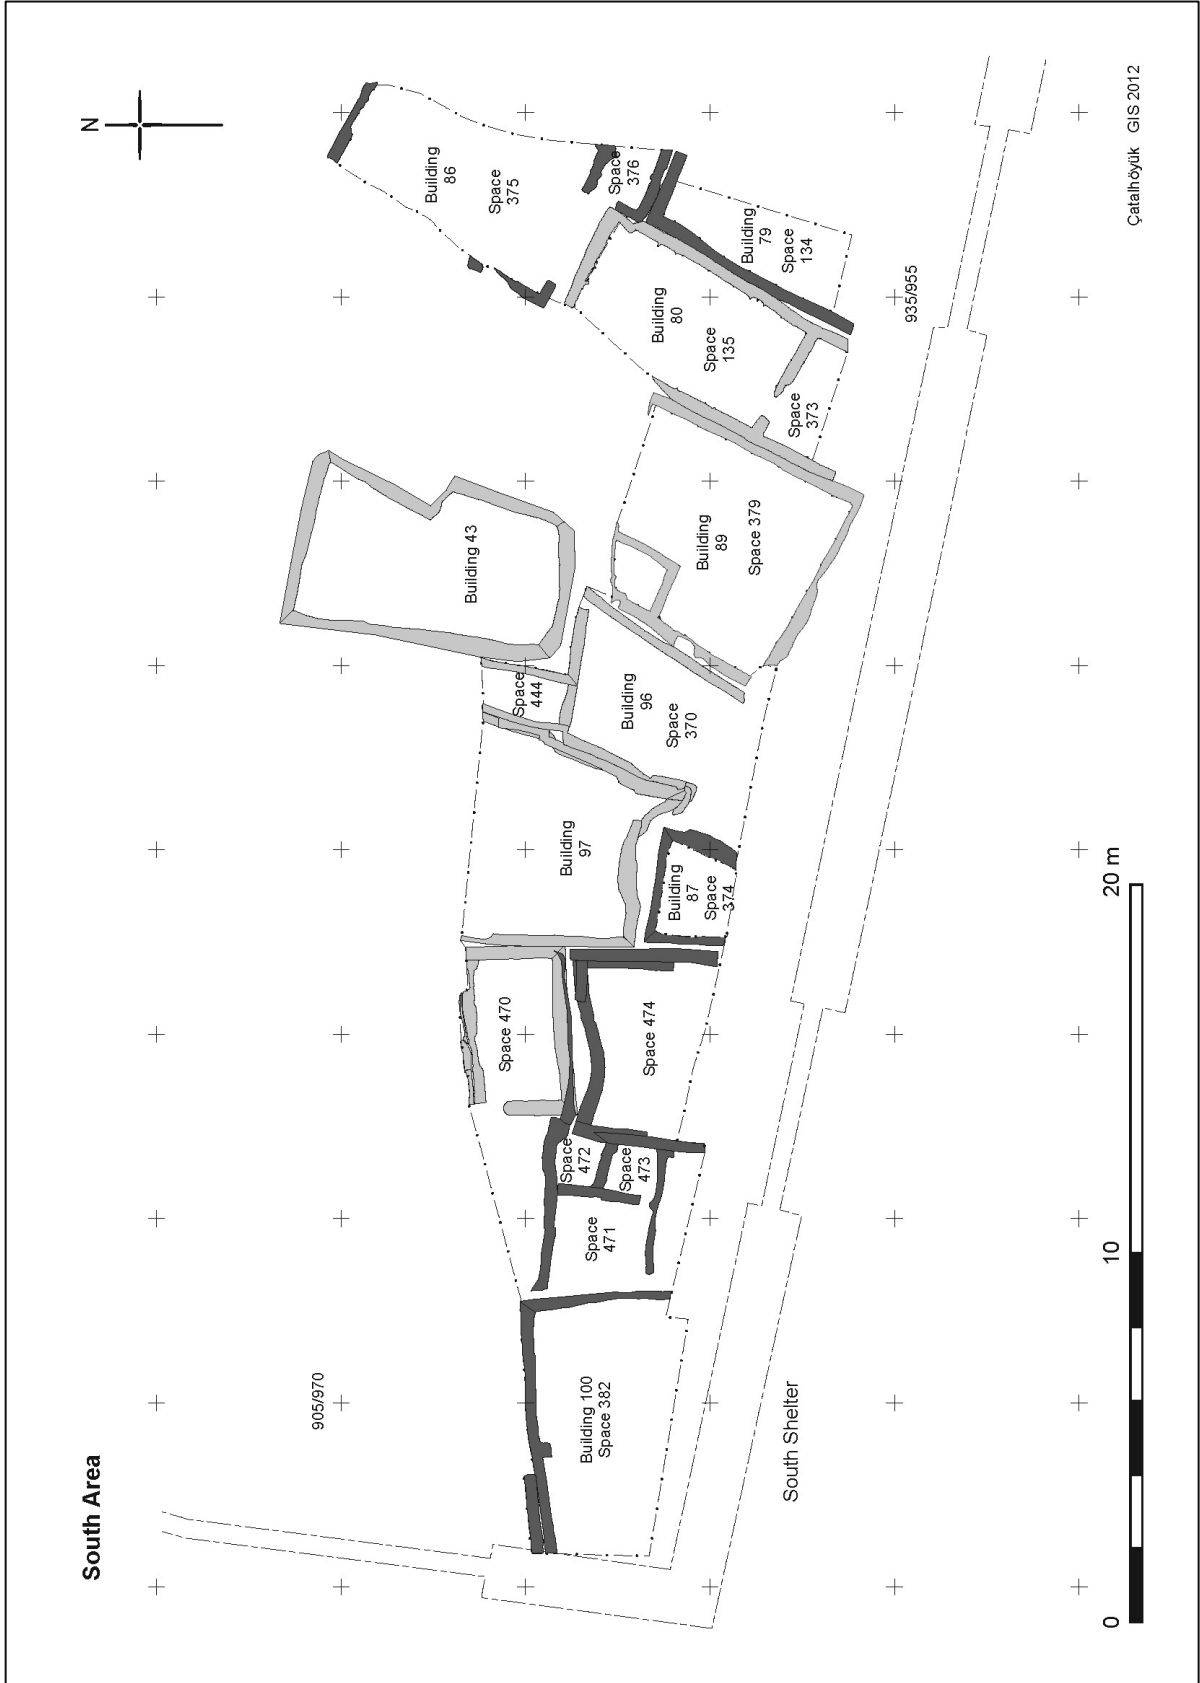 South Area
N
905/970
Building 100
Space 382
Space
471
Space
472
Space
473
Space 470
Space 474
Building
97
Building
87
Space
374
Space
444
Building
96
Space
370
Building 43
Building
89
Space 379
Building
80
Space
135
Space
373
Building
86
Space
375
Space
376
Building
79
Space
134
935/955
South Shelter
0
10
20 m
Çatalhöyük GIS 2012